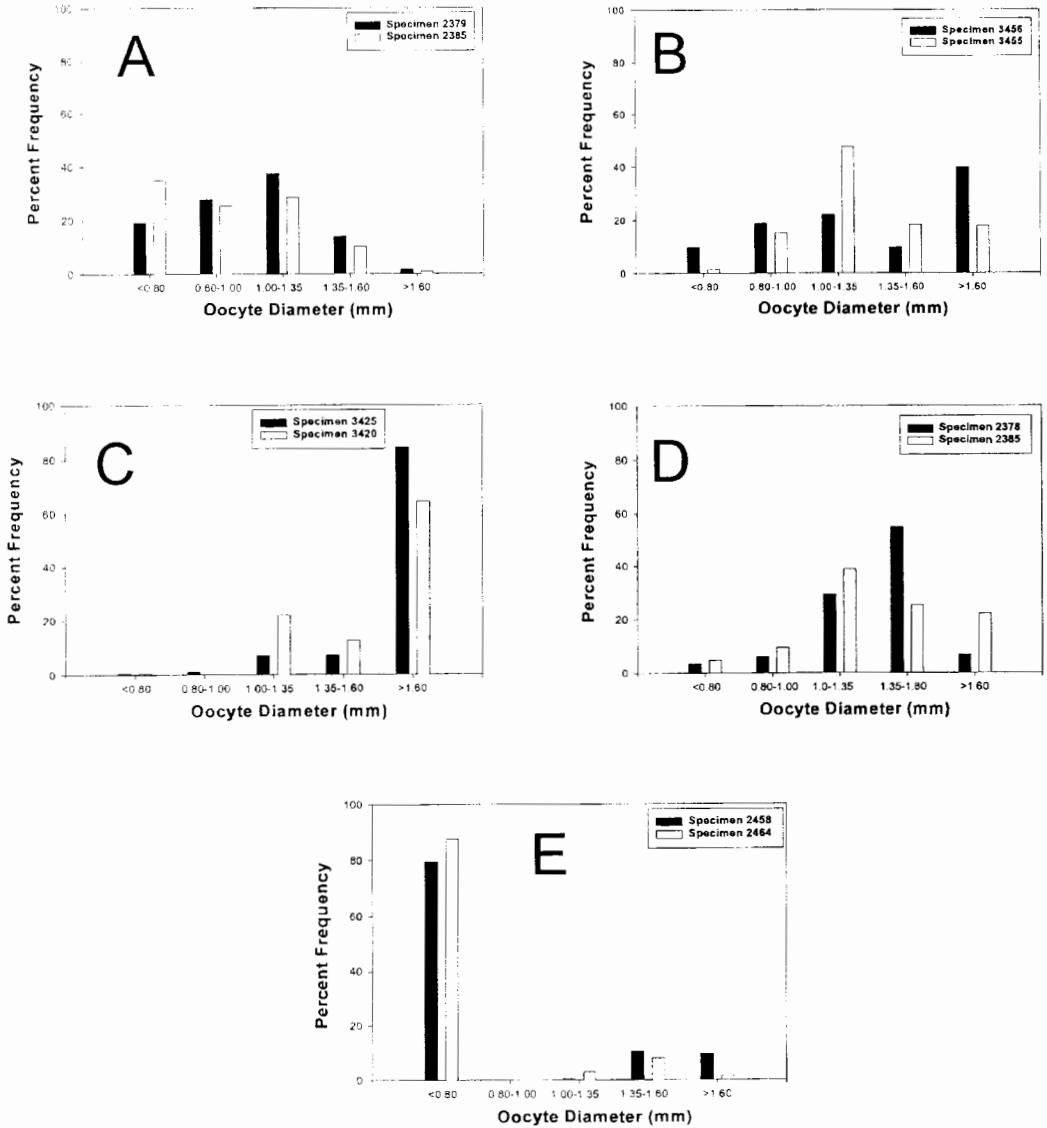 A
Specimen 2379
Specimen 2385
Percent Frequency
100
80
60
40
20
0
<0.80 0.80-1.00 1.00-1.35 1.35-1.60 >1.60
Oocyte Diameter (mm)
B
Specimen 3456
Specimen 3455
Percent Frequency
100
80
60
40
20
0
<0.80 0.80-1.00 1.00-1.35 1.35-1.60 >1.60
Oocyte Diameter (mm)
C
Specimen 3425
Specimen 3420
Percent Frequency
100
80
60
40
20
0
<0.80 0.80-1.00 1.00-1.35 1.35-1.60 >1.60
Oocyte Diameter (mm)
D
Specimen 2378
Specimen 2385
Percent Frequency
100
80
60
40
20
0
<0.80 0.80-1.00 1.0-1.35 1.35-1.80 >1.60
Oocyte Diameter (mm)
E
Specimen 2458
Specimen 2464
Percent Frequency
100
80
60
40
20
0
<0.80 0.80-1.00 1.00-1.35 1.35-1.60 >1.60
Oocyte Diameter (mm)